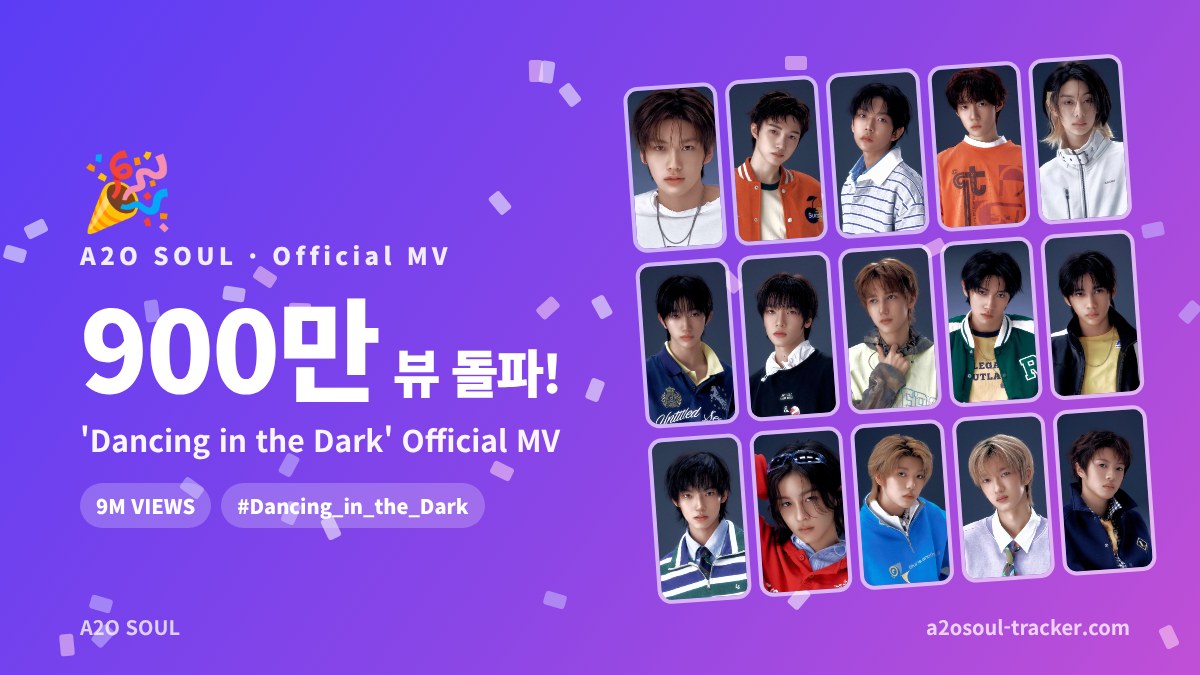 A2O SOUL · Official MV
900만 뷰 돌파!
'Dancing in the Dark' Official MV
9M VIEWS
#Dancing_in_the_Dark
A2O SOUL
a2osoul-tracker.com